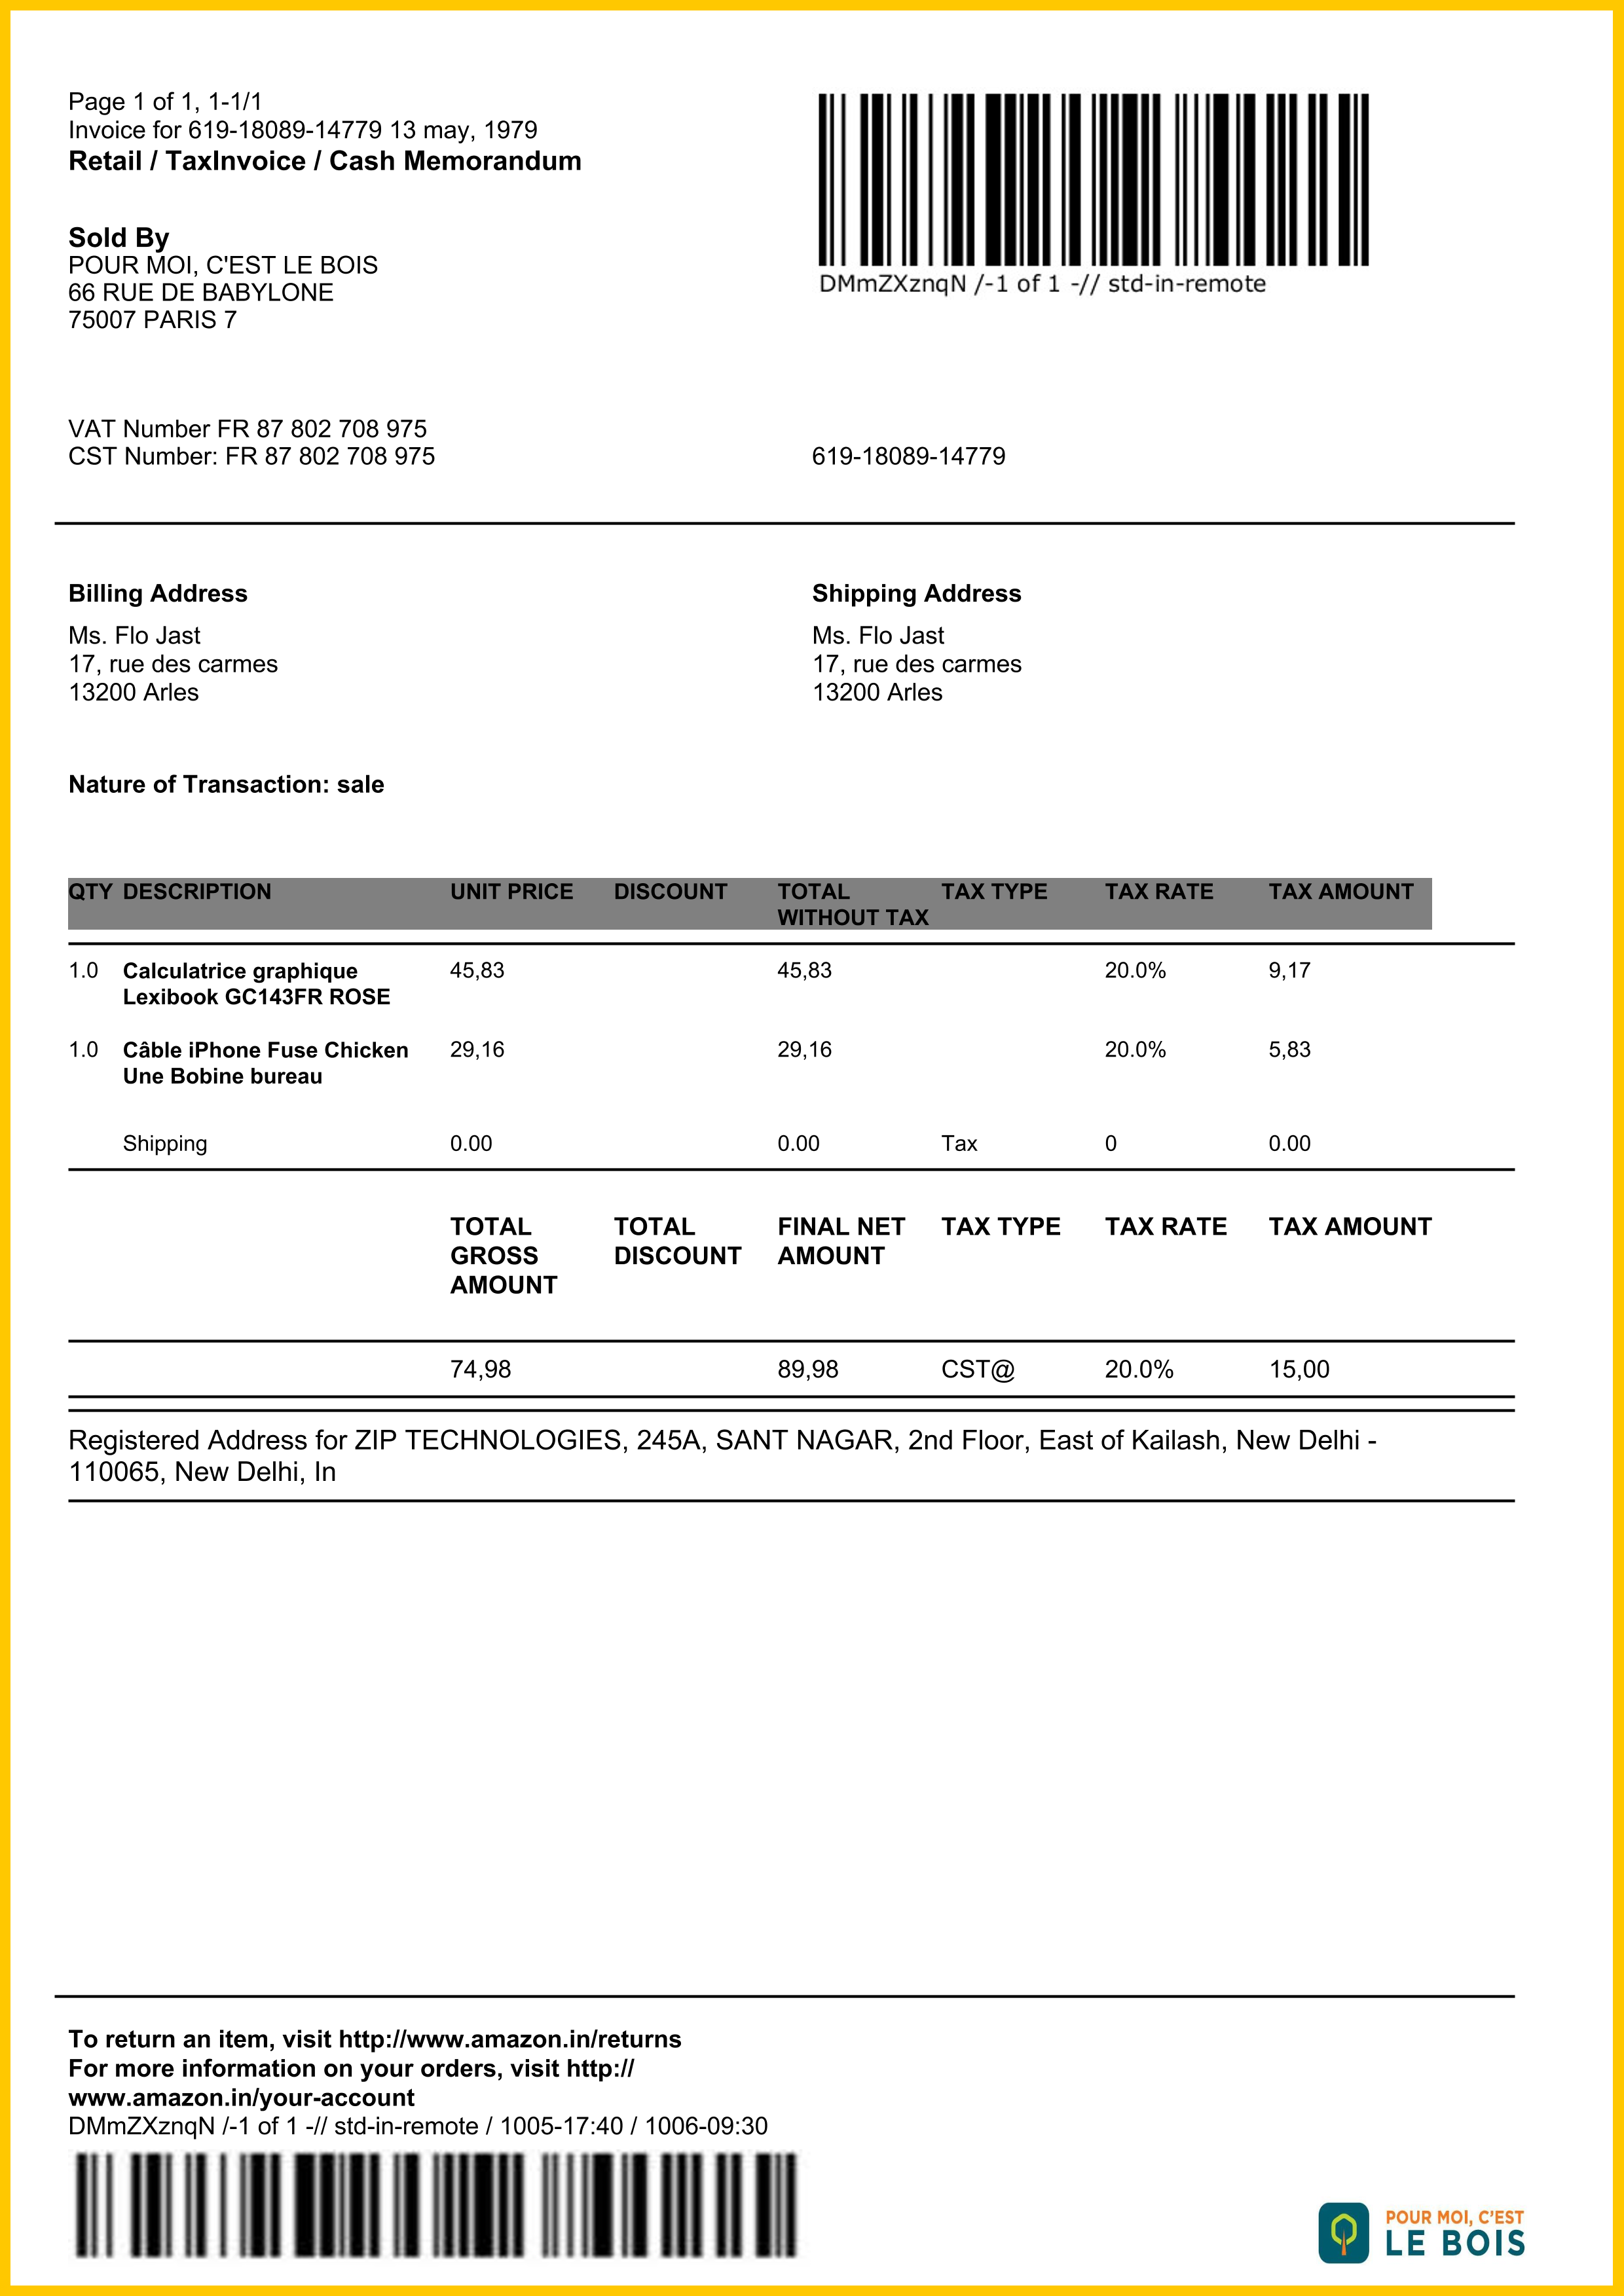 Page 1 of 1, 1-1/1
Invoice for 619-18089-14779 13 may, 1979
Retail / TaxInvoice / Cash Memorandum
DMmZXznqN /-1 of 1 -// std-in-remote
Sold By
POUR MOI, C'EST LE BOIS
66 RUE DE BABYLONE
75007 PARIS 7
VAT Number FR 87 802 708 975
CST Number: FR 87 802 708 975
619-18089-14779
Billing Address
Ms. Flo Jast
17, rue des carmes
13200 Arles
Shipping Address
Ms. Flo Jast
17, rue des carmes
13200 Arles
Nature of Transaction: sale
QTY DESCRIPTION UNIT PRICE DISCOUNT TOTAL WITHOUT TAX TAX TYPE TAX RATE TAX AMOUNT
1.0 Calculatrice graphique 45,83 45,83 20.0% 9,17
Lexibook GC143FR ROSE
1.0 Câble iPhone Fuse Chicken 29,16 29,16 20.0% 5,83
Une Bobine bureau
Shipping 0.00 0.00 Tax 0 0.00
TOTAL GROSS AMOUNT TOTAL DISCOUNT FINAL NET AMOUNT TAX TYPE TAX RATE TAX AMOUNT
74,98 89,98 CST@ 20.0% 15,00
Registered Address for ZIP TECHNOLOGIES, 245A, SANT NAGAR, 2nd Floor, East of Kailash, New Delhi -
110065, New Delhi, In
To return an item, visit http://www.amazon.in/returns
For more information on your orders, visit http://
www.amazon.in/your-account
DMmZXznqN /-1 of 1 -// std-in-remote / 1005-17:40 / 1006-09:30
POUR MOI, C'EST
LE BOIS